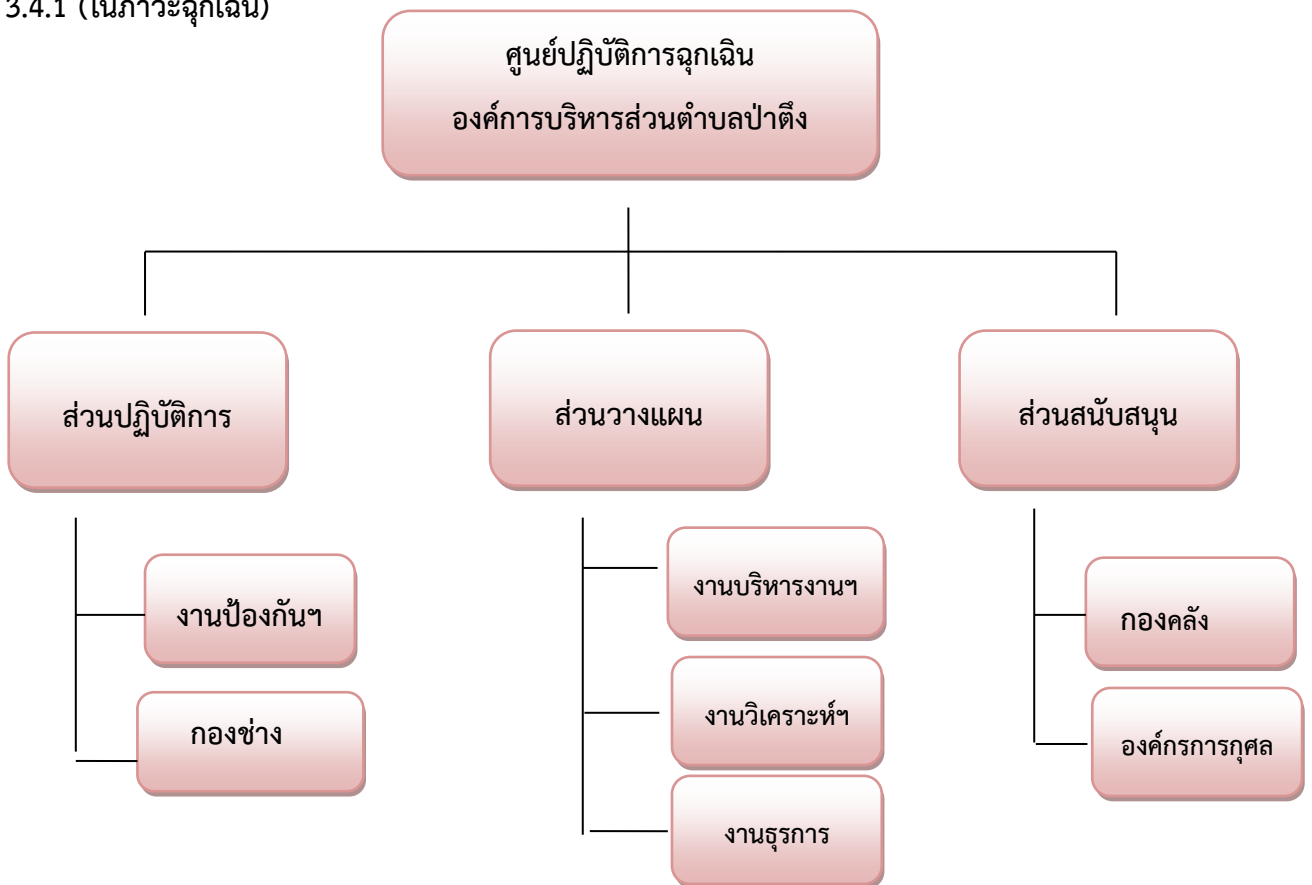 3.4.1 (ในภาวะฉุกเฉิน)
ศูนย์ปฏิบัติการฉุกเฉิน
องค์การบริหารส่วนตำบลป่าตึง
ส่วนปฏิบัติการ
ส่วนวางแผน
ส่วนสนับสนุน
งานป้องกันฯ
กองช่าง
งานบริหารงานฯ
งานวิเคราะห์ฯ
งานธุรการ
กองคลัง
องค์กรการกุศล